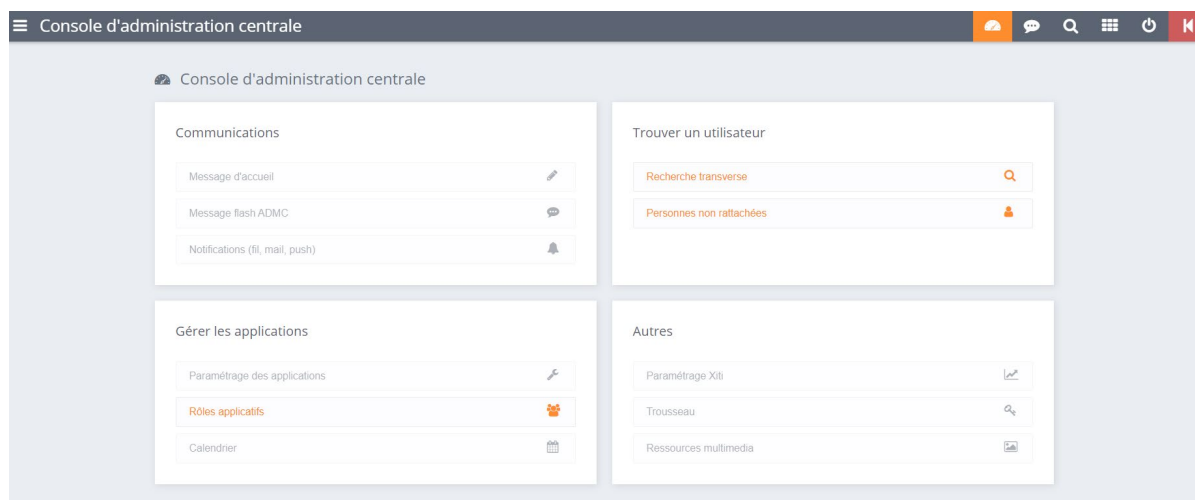 Console d'administration centrale
Console d'administration centrale
Communications
Message d'accueil
Message flash ADMC
Notifications (fil, mail, push)
Trouver un utilisateur
Recherche transverse
Personnes non rattachées
Gérer les applications
Paramétrage des applications
Rôles applicatifs
Calendrier
Autres
Paramétrage Xiti
Trousseau
Ressources multimedia